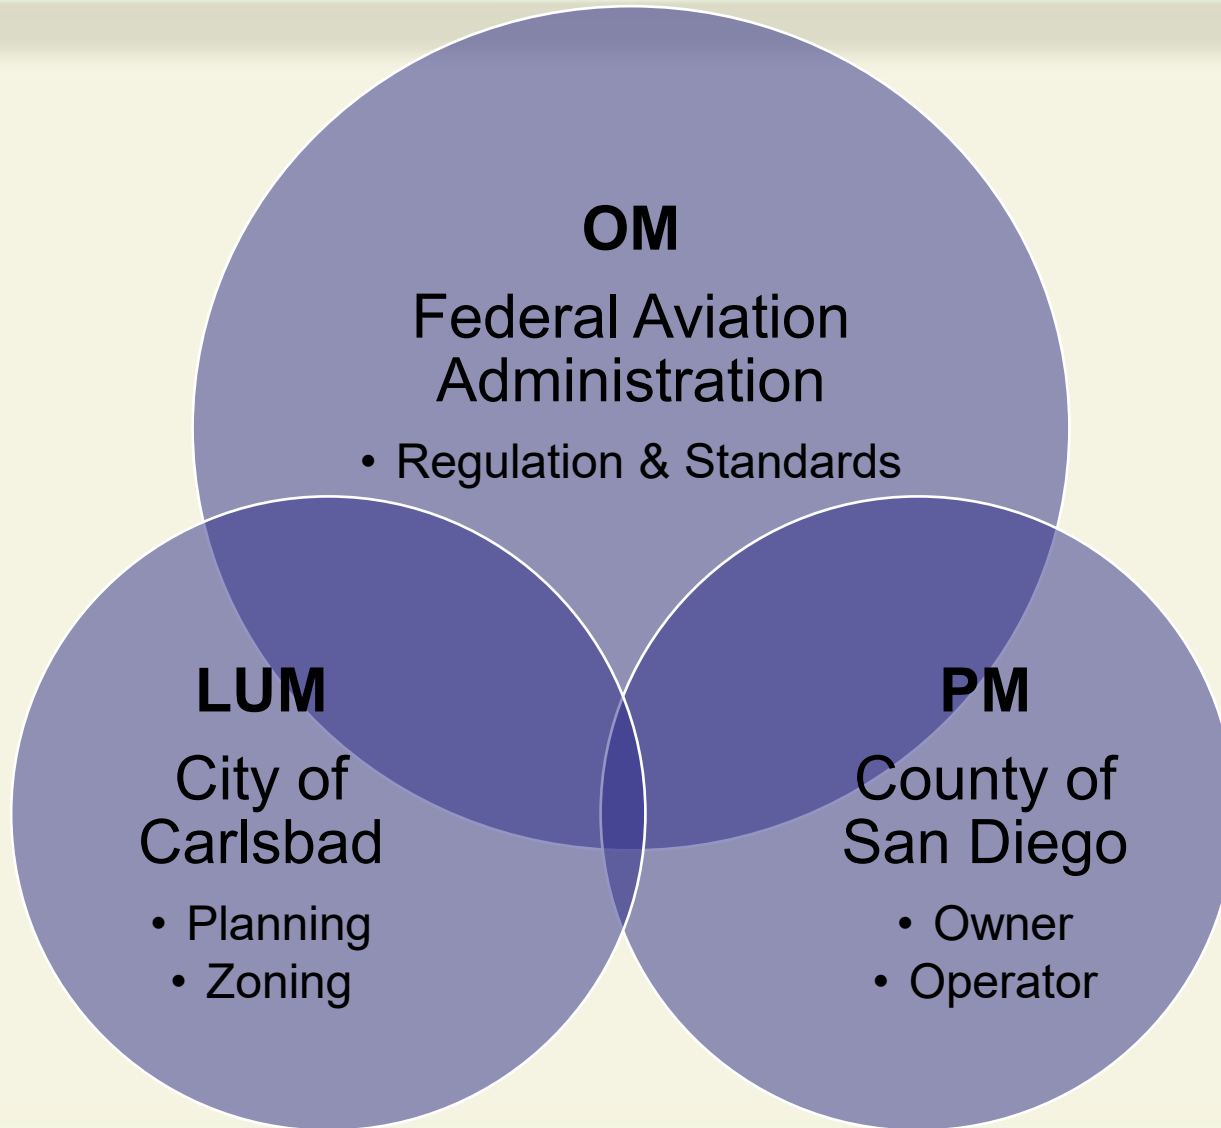 OM
Federal Aviation
Administration
• Regulation & Standards
LUM
City of
Carlsbad
• Planning
• Zoning
PM
County of
San Diego
• Owner
• Operator